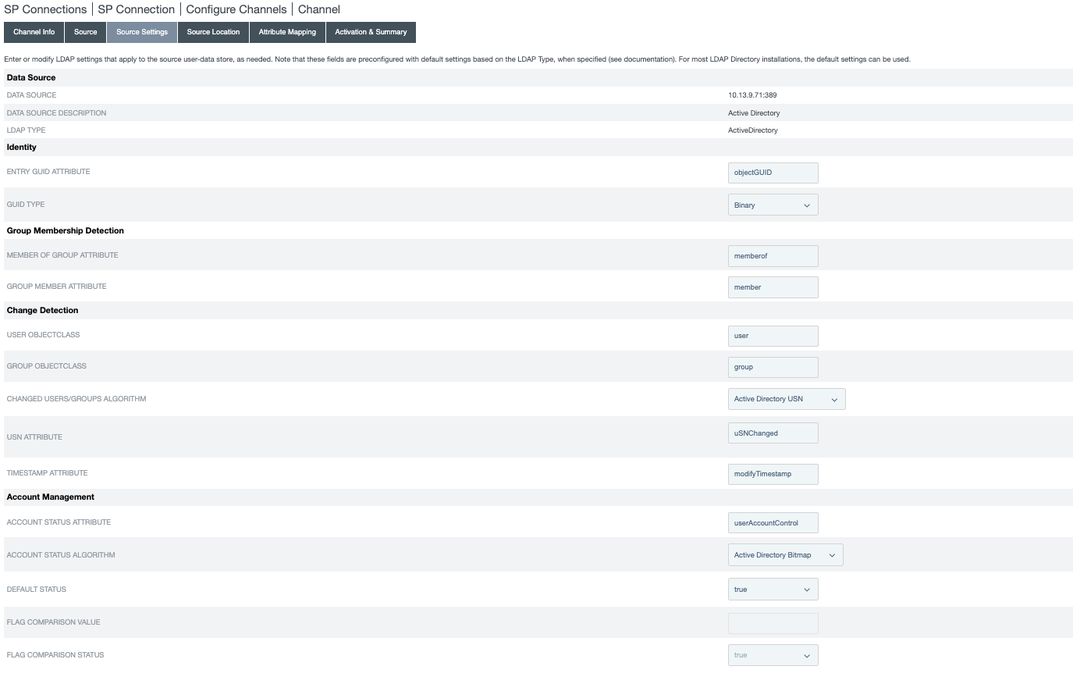 SP Connections | SP Connection | Configure Channels | Channel
Channel Info Source Source Settings Source Location Attribute Mapping Activation & Summary
Enter or modify LDAP settings that apply to the source user-data store, as needed. Note that these fields are preconfigured with default settings based on the LDAP Type, when specified (see documentation). For most LDAP Directory installations, the default settings can be used.
Data Source
DATA SOURCE 10.13.9.71:389
DATA SOURCE DESCRIPTION Active Directory
LDAP TYPE ActiveDirectory
Identity
ENTRY GUID ATTRIBUTE objectGUID
GUID TYPE Binary
Group Membership Detection
MEMBER OF GROUP ATTRIBUTE memberof
GROUP MEMBER ATTRIBUTE member
Change Detection
USER OBJECTCLASS user
GROUP OBJECTCLASS group
CHANGED USERS/GROUPS ALGORITHM Active Directory USN
USN ATTRIBUTE uSNChanged
TIMESTAMP ATTRIBUTE modifyTimestamp
Account Management
ACCOUNT STATUS ATTRIBUTE userAccountControl
ACCOUNT STATUS ALGORITHM Active Directory Bitmap
DEFAULT STATUS true
FLAG COMPARISON VALUE
FLAG COMPARISON STATUS true